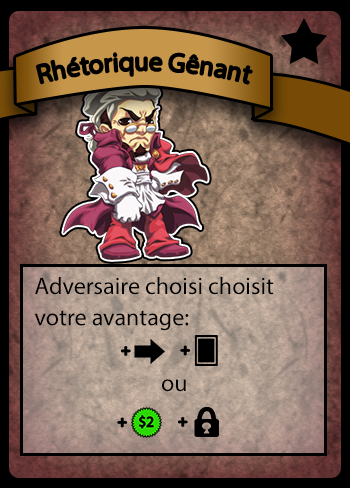 Rhétorique Gênant
Adversaire choisi choisit
votre avantage:
+ +
ou
+ $2 +